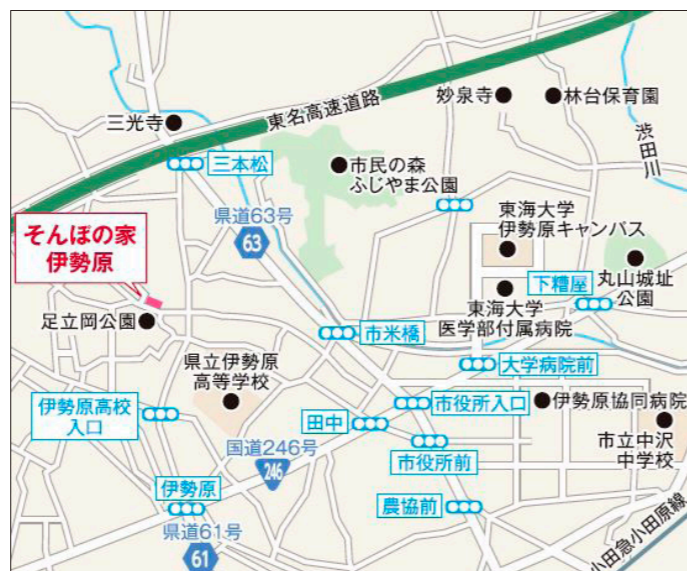 東名高速道路
妙泉寺
林台保育園
三光寺
渋田川
三本松
市民の森
ふじやま公園
県道63号
63
東海大学
伊勢原キャンパス
そんぽの家
伊勢原
下糟屋
丸山城址
公園
足立岡公園
東海大学
医学部付属病院
市米橋
県立伊勢原
高等学校
大学病院前
伊勢原高校
入口
田中
市役所入口
伊勢原協同病院
国道246号
246
市役所前
市立中沢
中学校
伊勢原
農協前
県道61号
61
小田急小田原線